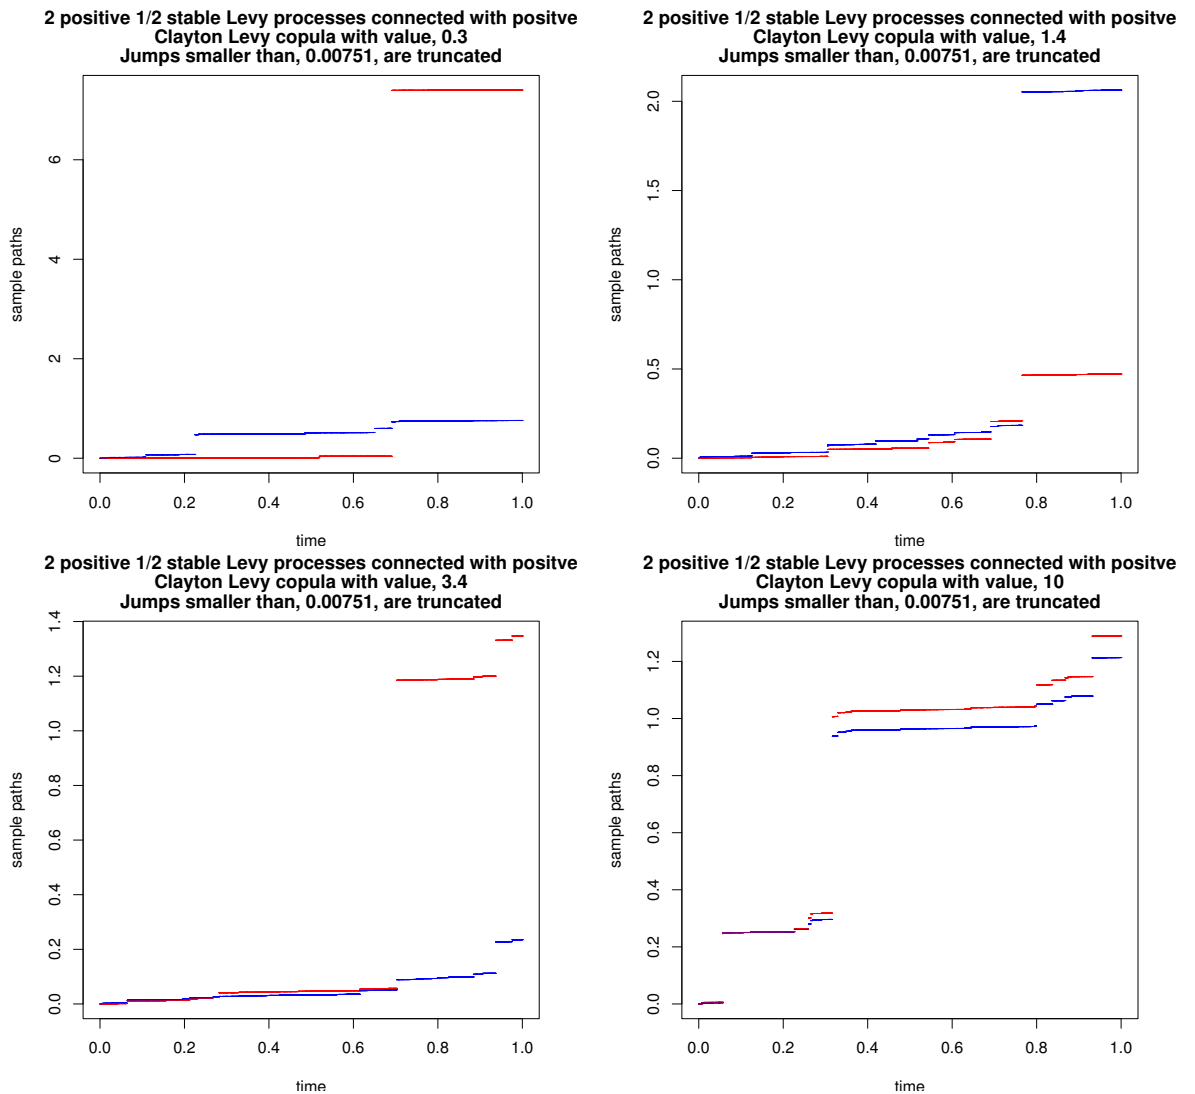 2 positive 1/2 stable Levy processes connected with positve
Clayton Levy copula with value, 0.3
Jumps smaller than, 0.00751, are truncated
sample paths
6
4
2
0
0.0 0.2 0.4 0.6 0.8 1.0
time
2 positive 1/2 stable Levy processes connected with positve
Clayton Levy copula with value, 1.4
Jumps smaller than, 0.00751, are truncated
sample paths
2.0
1.5
1.0
0.5
0.0
0.0 0.2 0.4 0.6 0.8 1.0
time
2 positive 1/2 stable Levy processes connected with positve
Clayton Levy copula with value, 3.4
Jumps smaller than, 0.00751, are truncated
sample paths
1.4
1.2
1.0
0.8
0.6
0.4
0.2
0.0
0.0 0.2 0.4 0.6 0.8 1.0
time
2 positive 1/2 stable Levy processes connected with positve
Clayton Levy copula with value, 10
Jumps smaller than, 0.00751, are truncated
sample paths
1.2
1.0
0.8
0.6
0.4
0.2
0.0
0.0 0.2 0.4 0.6 0.8 1.0
time